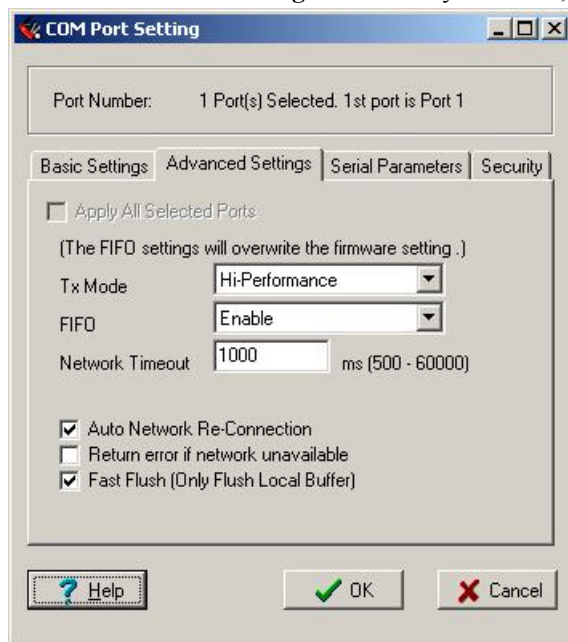 COM Port Setting
Port Number: 1 Port(s) Selected. 1st port is Port 1
Basic Settings Advanced Settings Serial Parameters Security
Apply All Selected Ports
(The FIFO settings will overwrite the firmware setting .)
Tx Mode Hi-Performance
FIFO Enable
Network Timeout 1000 ms (500 - 60000)
Auto Network Re-Connection
Return error if network unavailable
Fast Flush (Only Flush Local Buffer)
? Help OK Cancel